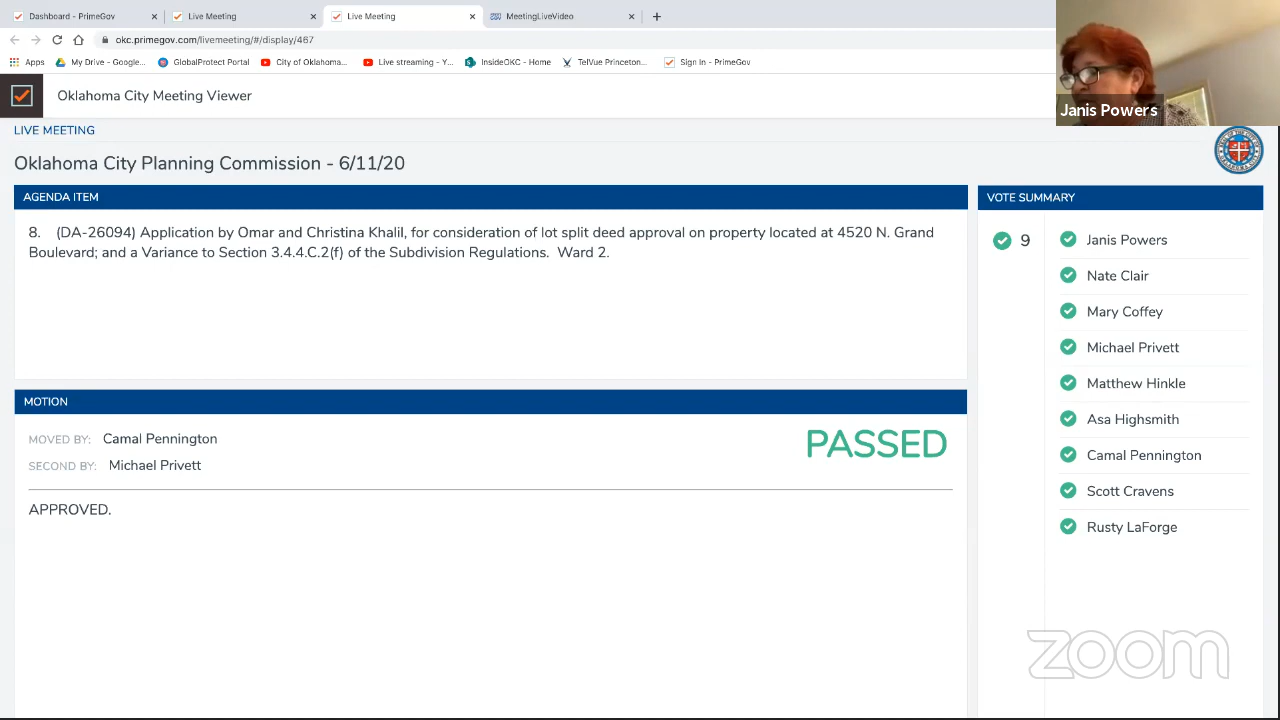 Dashboard - PrimeGov
Live Meeting
Live Meeting
MeetingLiveVideo
okc.primegov.com/livemeeting/#/display/467
Apps
My Drive - Google...
GlobalProtect Portal
City of Oklahoma...
Live streaming - Y...
InsideOKC - Home
TelVue Princeton...
Sign In - PrimeGov
Janis Powers
Oklahoma City Meeting Viewer
LIVE MEETING
Oklahoma City Planning Commission - 6/11/20
AGENDA ITEM
8. (DA-26094) Application by Omar and Christina Khalil, for consideration of lot split deed approval on property located at 4520 N. Grand
Boulevard; and a Variance to Section 3.4.4.C.2(f) of the Subdivision Regulations. Ward 2.
MOTION
MOVED BY: Camal Pennington
SECOND BY: Michael Privett
PASSED
APPROVED.
VOTE SUMMARY
9
Janis Powers
Nate Clair
Mary Coffey
Michael Privett
Matthew Hinkle
Asa Highsmith
Camal Pennington
Scott Cravens
Rusty LaForge
zoom